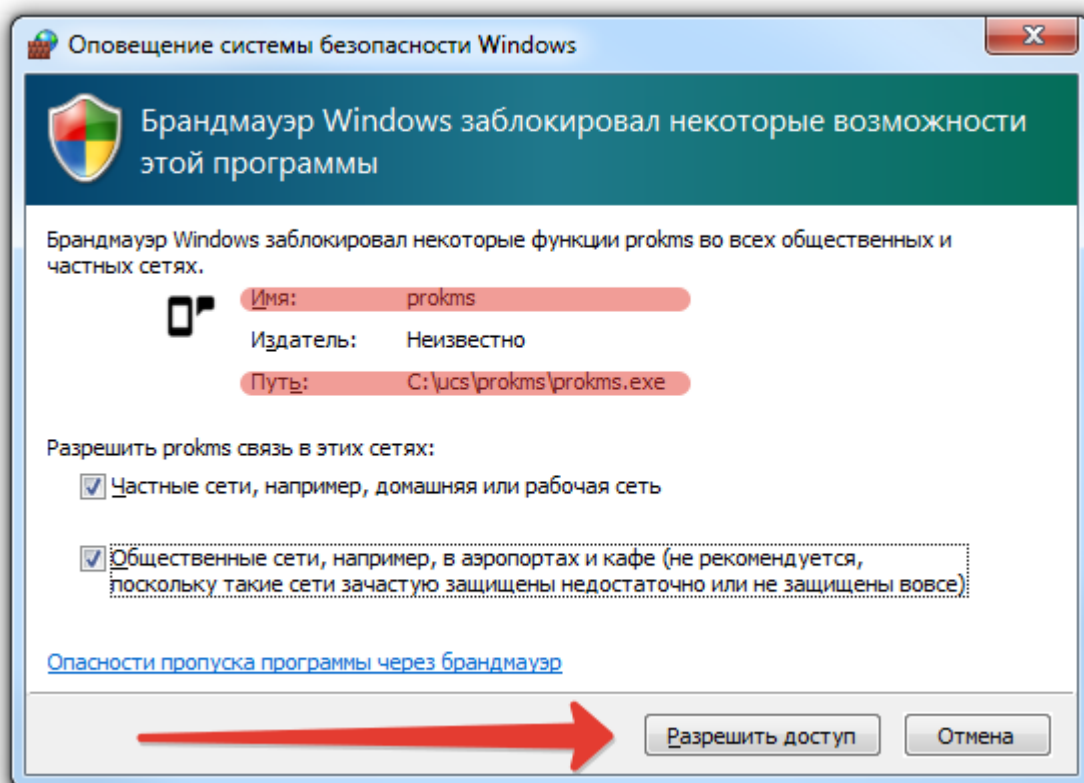 Оповещение системы безопасности Windows
Брандмауэр Windows заблокировал некоторые возможности
этой программы
Брандмауэр Windows заблокировал некоторые функции prokms во всех общественных и
частных сетях.
Имя: prokms
Издатель: Неизвестно
Путь: C:\ucs\prokms\prokms.exe
Разрешить prokms связь в этих сетях:
Частные сети, например, домашняя или рабочая сеть
Общественные сети, например, в аэропортах и кафе (не рекомендуется,
поскольку такие сети зачастую защищены недостаточно или не защищены вовсе)
Опасности пропуска программы через брандмауэр
Разрешить доступ Отмена